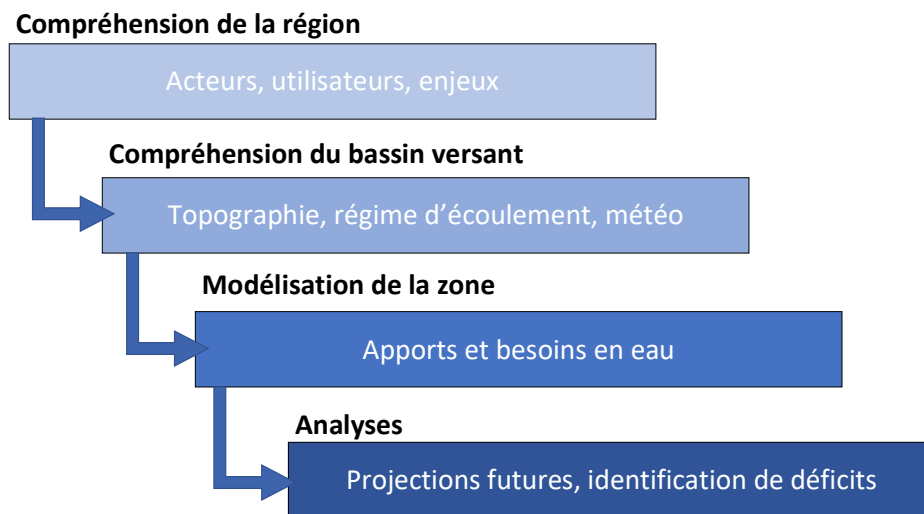 Compréhension de la région
Acteurs, utilisateurs, enjeux
Compréhension du bassin versant
Topographie, régime d'écoulement, météo
Modélisation de la zone
Apports et besoins en eau
Analyses
Projections futures, identification de déficits